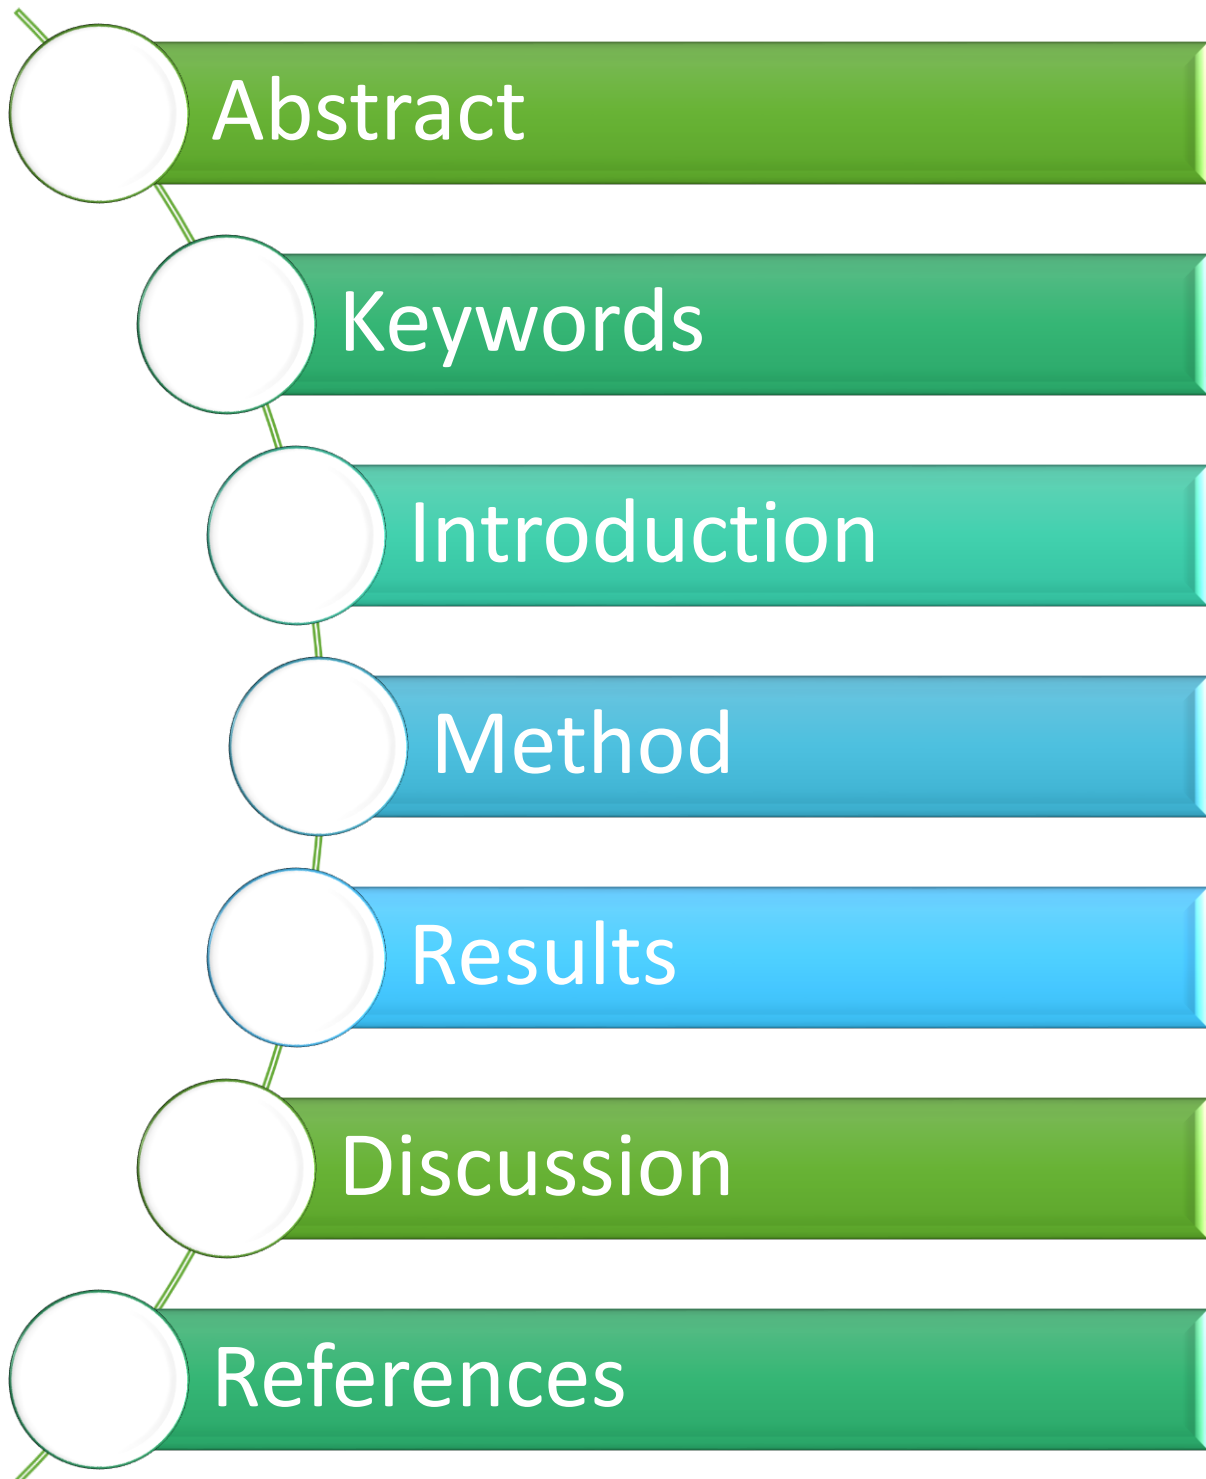 Abstract
Keywords
Introduction
Method
Results
Discussion
References